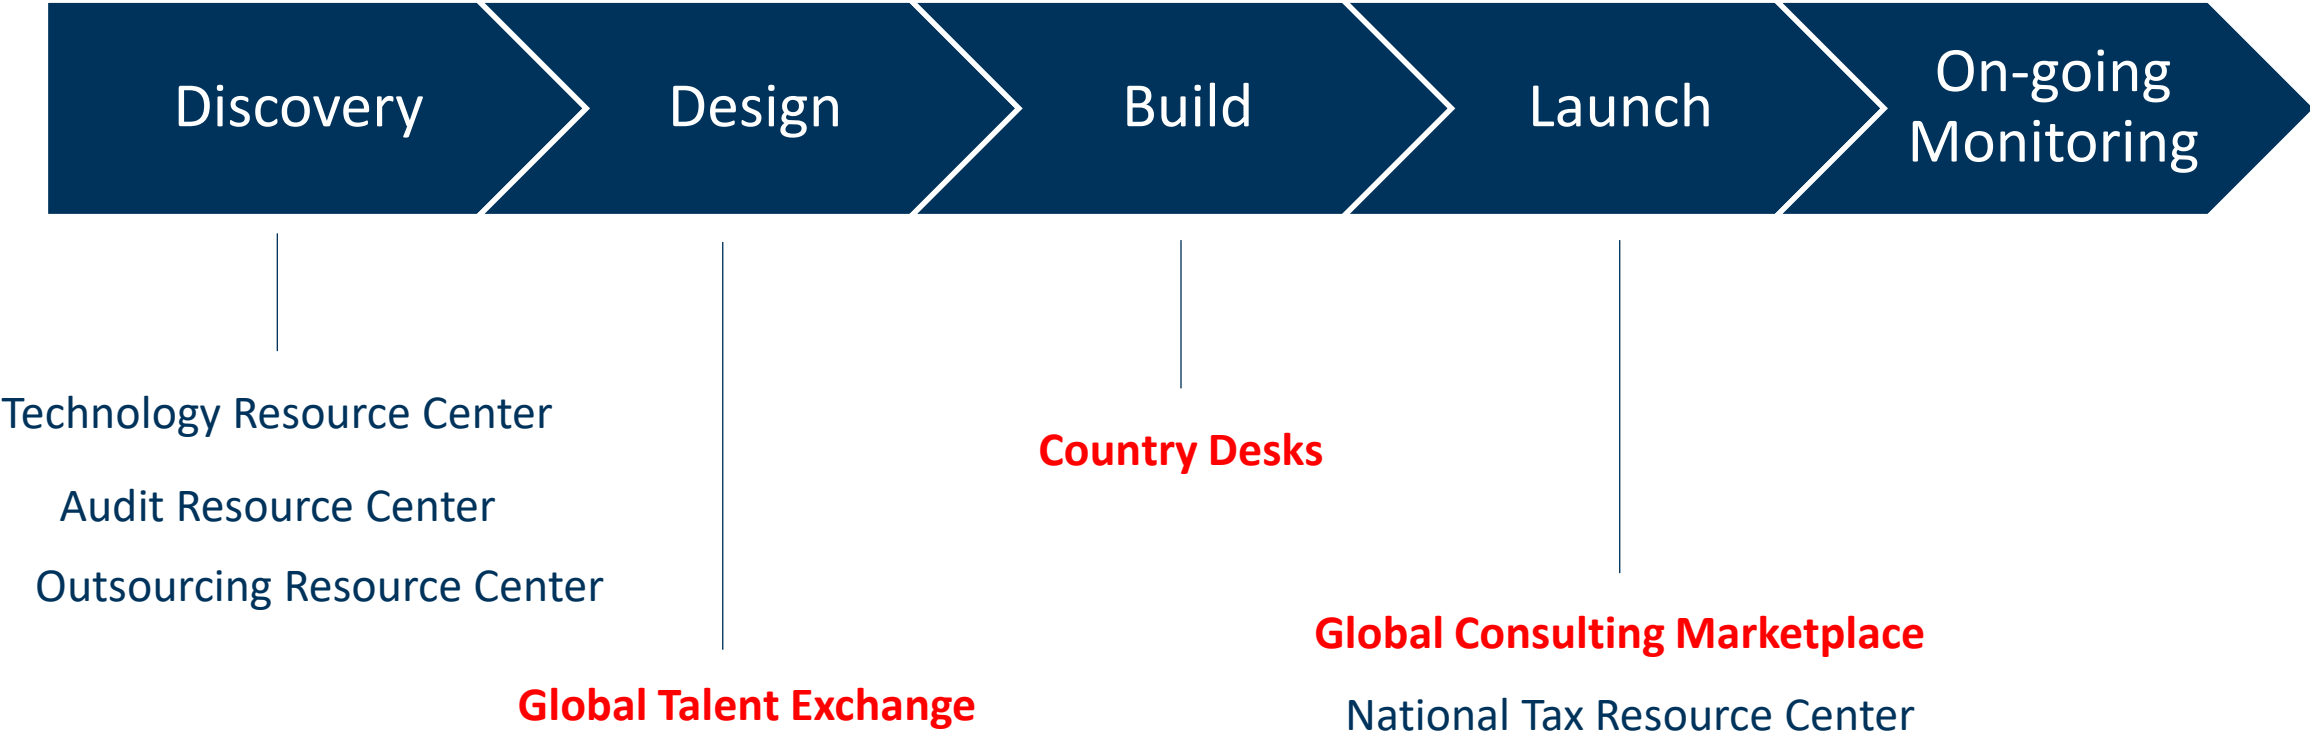 Discovery
Design
Build
Launch
On-going
Monitoring
Technology Resource Center
Audit Resource Center
Outsourcing Resource Center
Global Talent Exchange
Country Desks
Global Consulting Marketplace
National Tax Resource Center